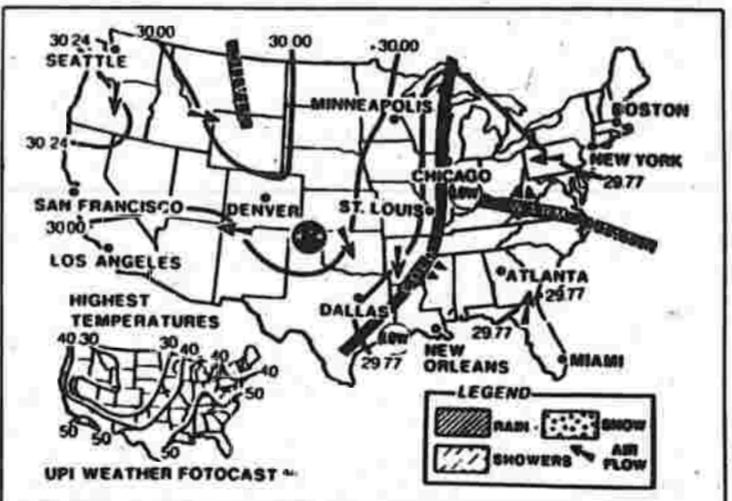 30 24
30.00
30 00
30.00
SEATTLE
MINNEAPOLIS
BOSTON
30 24
CHICAGO
LOW
NEW YORK
29.77
SAN FRANCISCO
DENVER
ST. LOUIS
30 00
LOS ANGELES
ATLANTA
29.77
HIGHEST
TEMPERATURES
DALLAS
LOW
29.77
29 77
NEW
ORLEANS
MIAMI
40 30
30
40
40
40
50
50
50
50
LEGEND
RAIN
SNOW
SHOWERS
AIR
FLOW
UPI WEATHER FOTOCAST